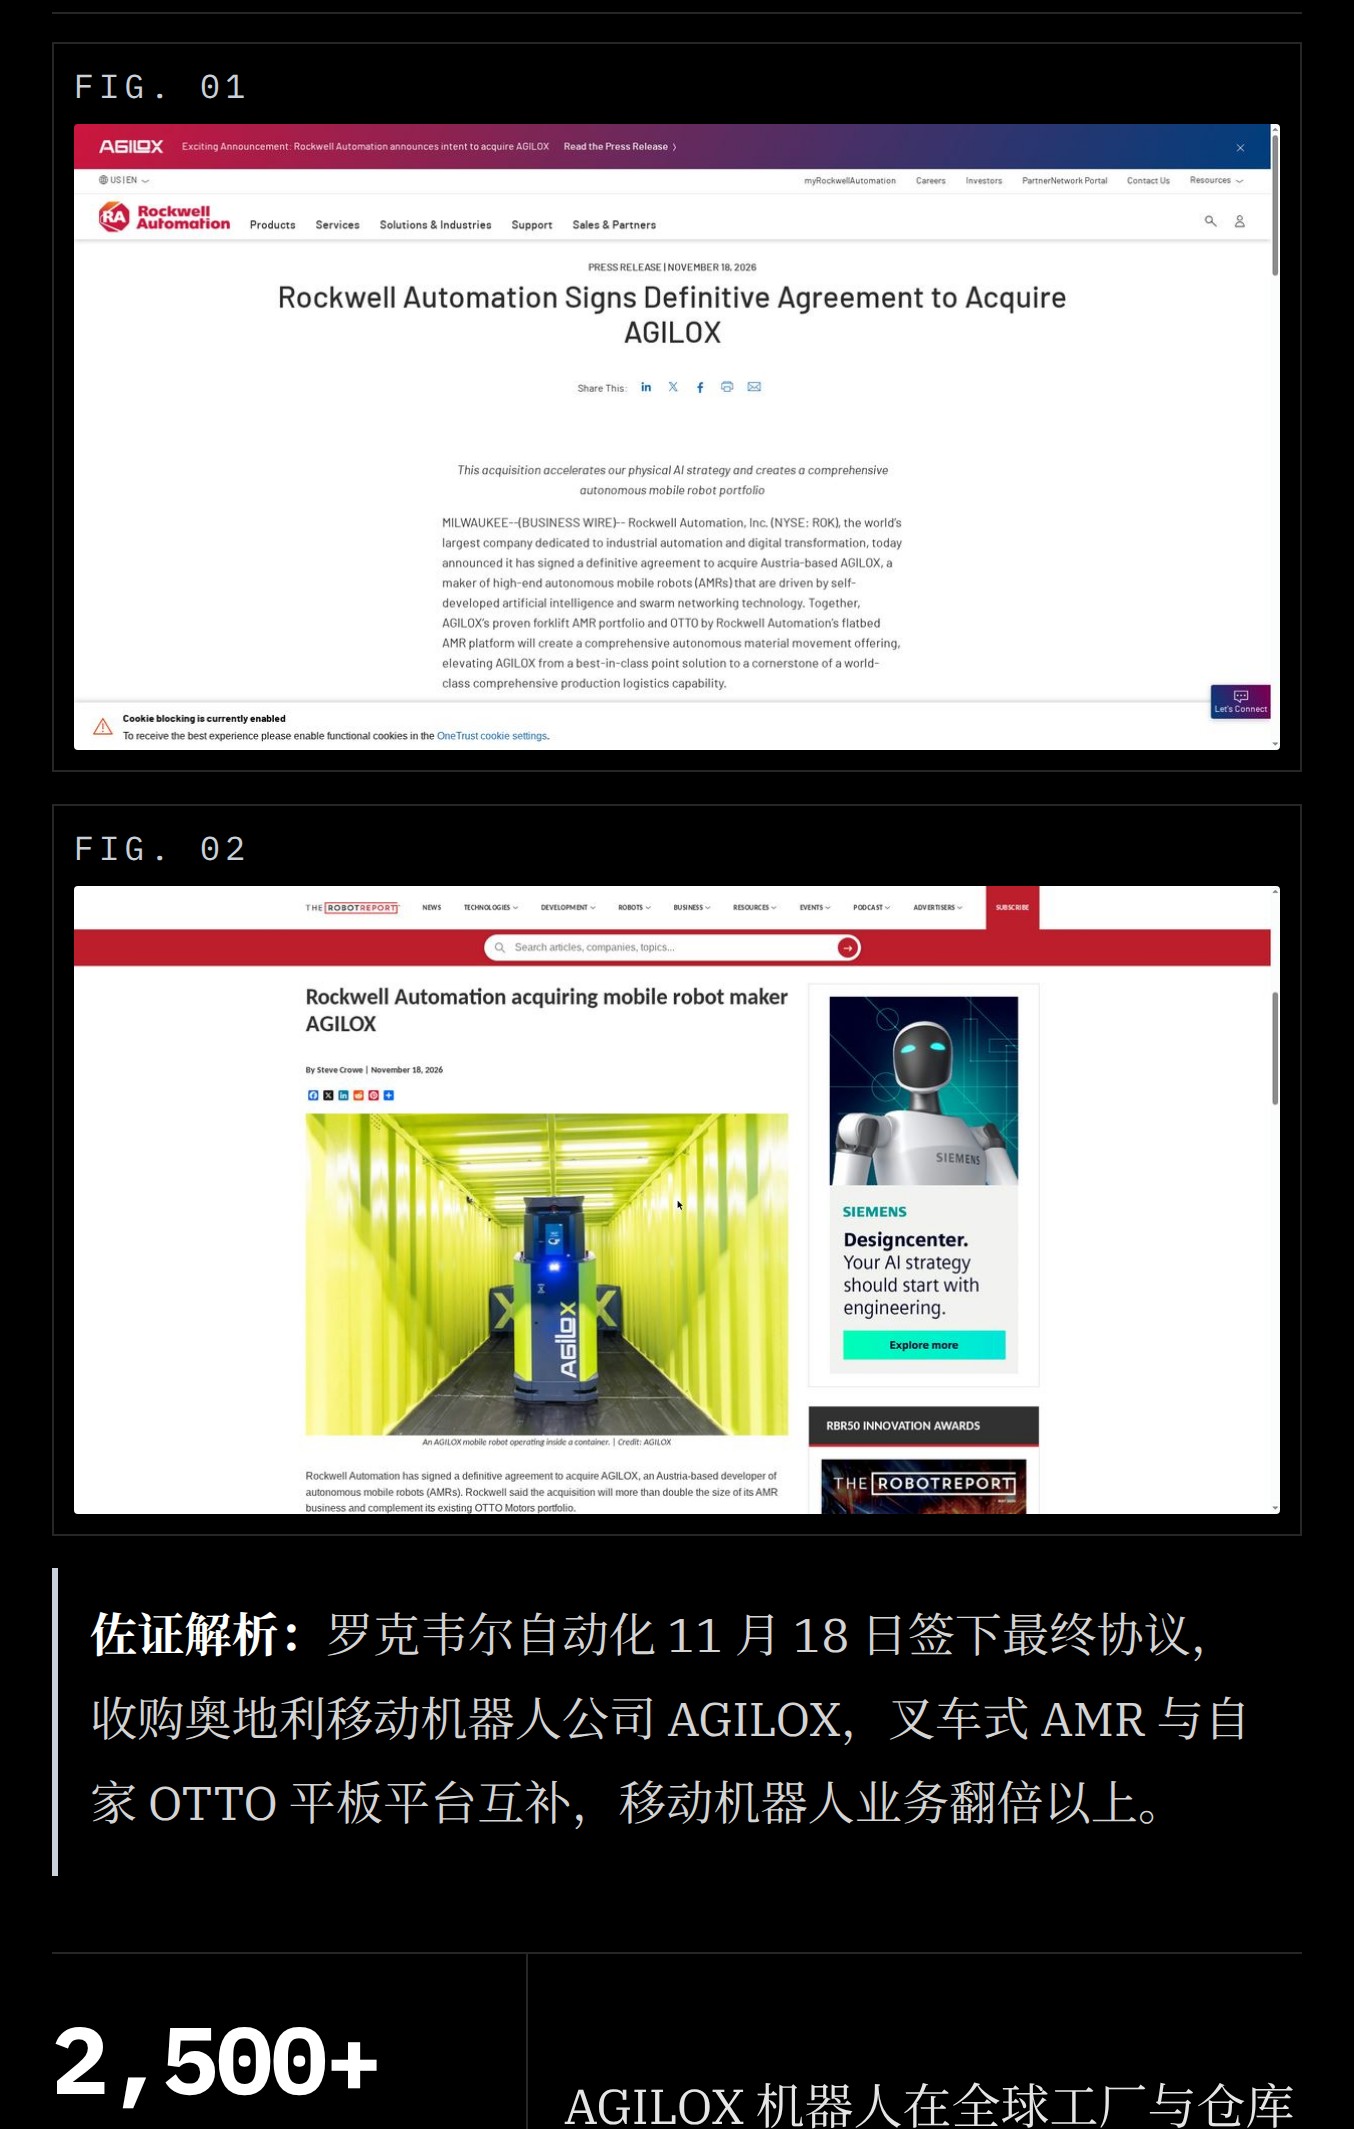 FIG. 01
AGILOX Exciting Announcement: Rockwell Automation announces intent to acquire AGILOX Read the Press Release
US|EN myRockwellAutomation Careers Investors PartnerNetwork Portal Contact Us Resources
RA Rockwell Automation Products Services Solutions & Industries Support Sales & Partners
PRESS RELEASE | NOVEMBER 18, 2026
Rockwell Automation Signs Definitive Agreement to Acquire
AGILOX
Share This:
This acquisition accelerates our physical AI strategy and creates a comprehensive
autonomous mobile robot portfolio
MILWAUKEE--(BUSINESS WIRE)-- Rockwell Automation, Inc. (NYSE: ROK), the world's
largest company dedicated to industrial automation and digital transformation, today
announced it has signed a definitive agreement to acquire Austria-based AGILOX, a
maker of high-end autonomous mobile robots (AMRs) that are driven by self-
developed artificial intelligence and swarm networking technology. Together,
AGILOX's proven forklift AMR portfolio and OTTO by Rockwell Automation's flatbed
AMR platform will create a comprehensive autonomous material movement offering,
elevating AGILOX from a best-in-class point solution to a cornerstone of a world-
class comprehensive production logistics capability.
Let's Connect
Cookie blocking is currently enabled
To receive the best experience please enable functional cookies in the OneTrust cookie settings.
FIG. 02
THE ROBOTREPORT NEWS TECHNOLOGIES DEVELOPMENT ROBOTS BUSINESS RESOURCES EVENTS PODCAST ADVERTISERS SUBSCRIBE
Search articles, companies, topics...
Rockwell Automation acquiring mobile robot maker
AGILOX
By Steve Crowe | November 18, 2026
AGILOX
An AGILOX mobile robot operating inside a container. | Credit: AGILOX
Rockwell Automation has signed a definitive agreement to acquire AGILOX, an Austria-based developer of
autonomous mobile robots (AMRs). Rockwell said the acquisition will more than double the size of its AMR
business and complement its existing OTTO Motors portfolio.
SIEMENS
SIEMENS
Designcenter.
Your AI strategy
should start with
engineering.
Explore more
RBR50 INNOVATION AWARDS
THE ROBOTREPORT
佐证解析：罗克韦尔自动化 11 月 18 日签下最终协议，
收购奥地利移动机器人公司 AGILOX，叉车式 AMR 与自
家 OTTO 平板平台互补，移动机器人业务翻倍以上。
2,500+
AGILOX 机器人在全球工厂与仓库